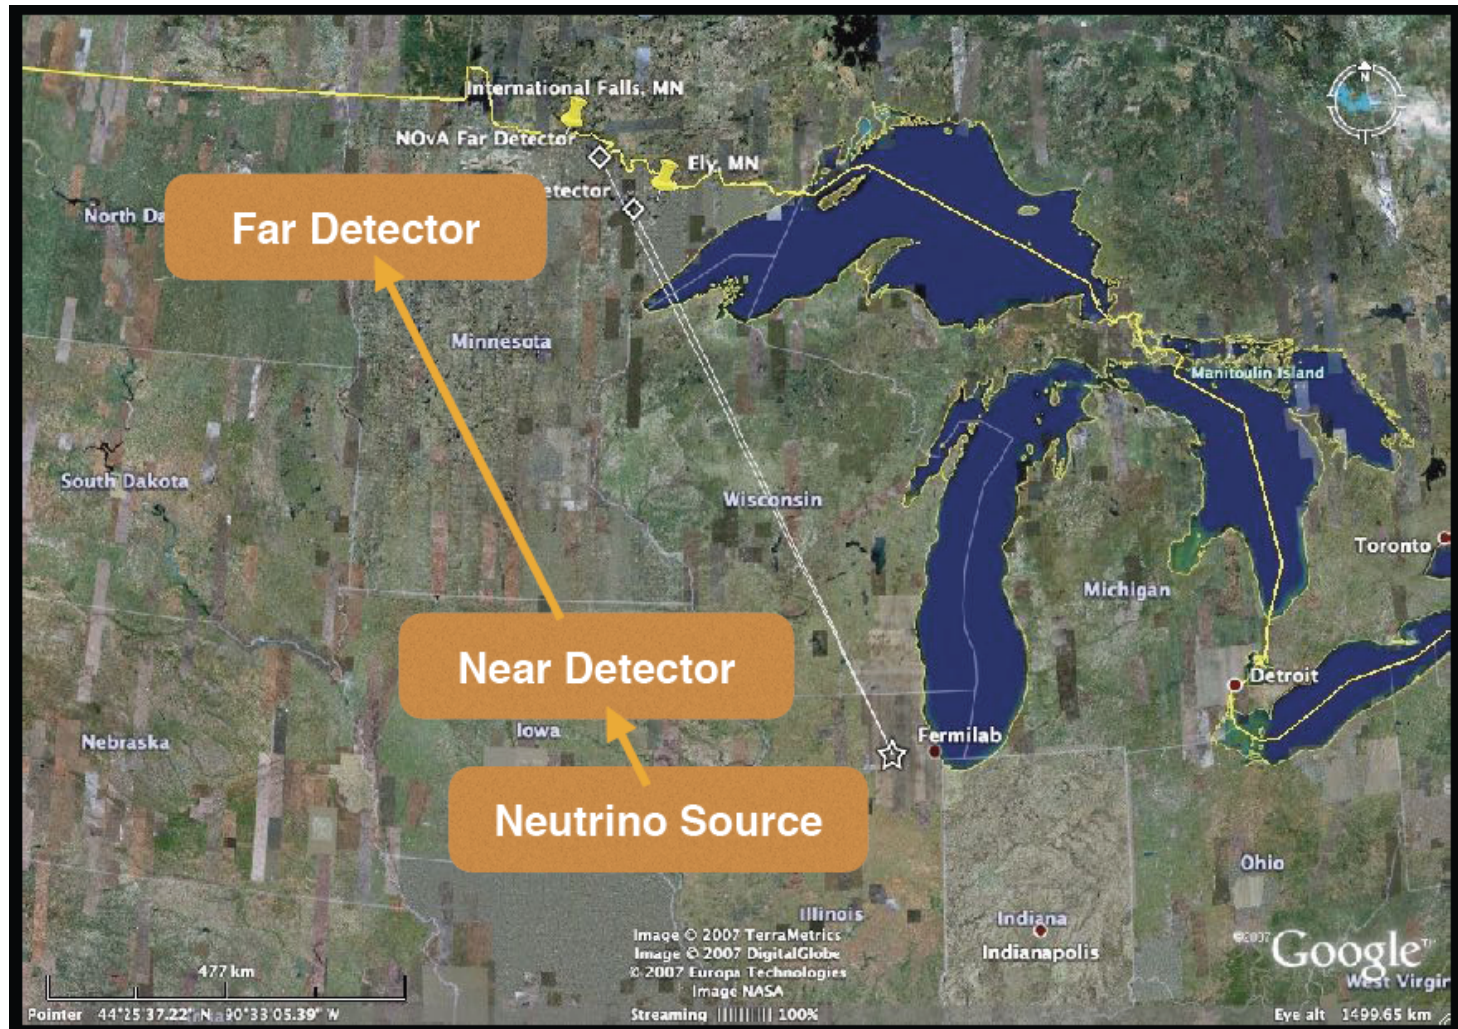 International Falls, MN
NOvA Far Detector
Ely, MN
etector
North Da
Far Detector
Minnesota
Manitoulin Island
South Dakota
Wisconsin
Toronto
Michigan
Near Detector
Detroit
Iowa
Fermilab
Nebraska
Neutrino Source
Ohio
Illinois
Indiana
Indianapolis
Image © 2007 TerraMetrics
Image © 2007 DigitalGlobe
© 2007 Europa Technologies
Image NASA
©2007 Google™
West Virgin
477 km
Pointer 44°25'37.22" N 90°33'05.39" W
Streaming ||||||||| 100%
Eye alt 1499.65 km
N